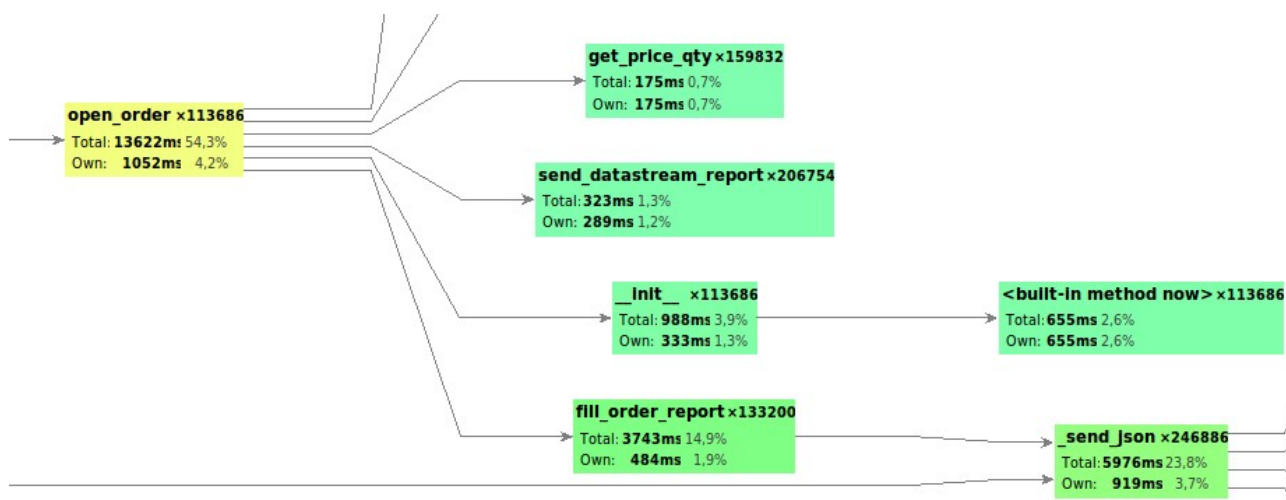 get_price_qty ×159832
Total: 175ms 0,7%
Own: 175ms 0,7%
open_order ×113686
Total: 13622ms 54,3%
Own: 1052ms 4,2%
send_datastream_report ×206754
Total: 323ms 1,3%
Own: 289ms 1,2%
__init__ ×113686
Total: 988ms 3,9%
Own: 333ms 1,3%
<built-in method now> ×113686
Total: 655ms 2,6%
Own: 655ms 2,6%
fill_order_report ×133200
Total: 3743ms 14,9%
Own: 484ms 1,9%
_send_json ×246886
Total: 5976ms 23,8%
Own: 919ms 3,7%